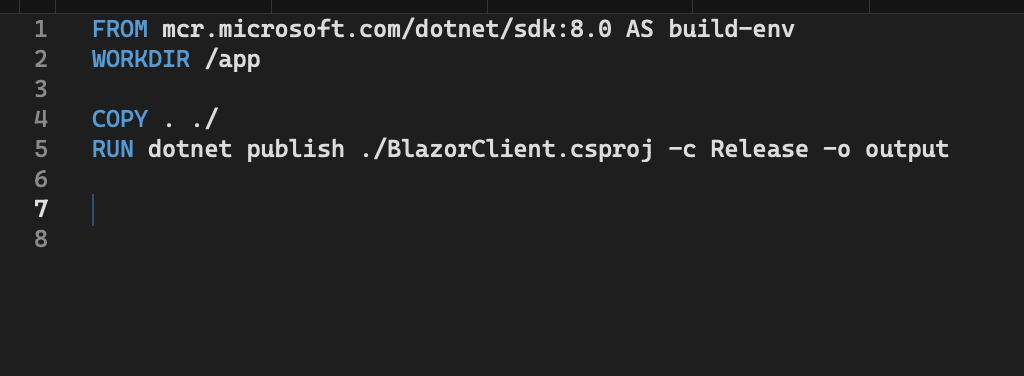 1 FROM mcr.microsoft.com/dotnet/sdk:8.0 AS build-env
2 WORKDIR /app
3
4 COPY . ./
5 RUN dotnet publish ./BlazorClient.csproj -c Release -o output
6
7
8